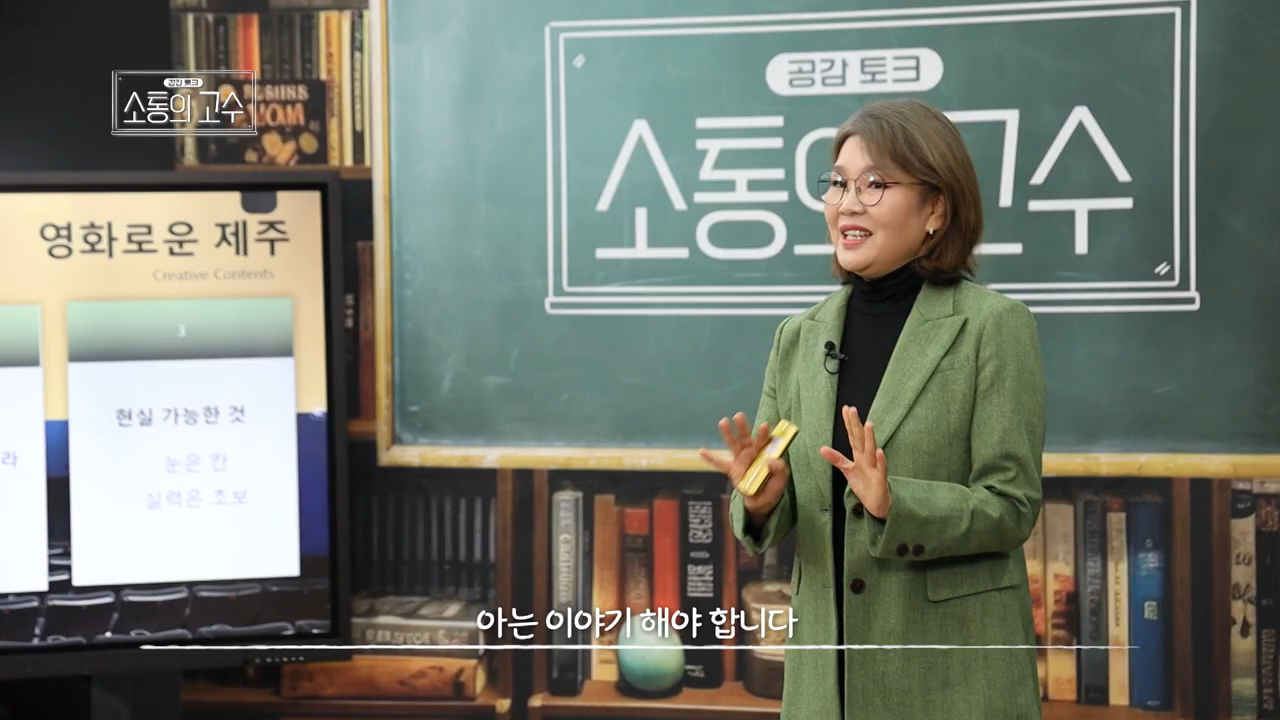 공감 토크
소통의 고수
공감 토크
소통의 고수
영화로운 제주
Creative Contents
3
현실 가능한 것
눈은 칸
실력은 초보
라
아는 이야기 해야 합니다